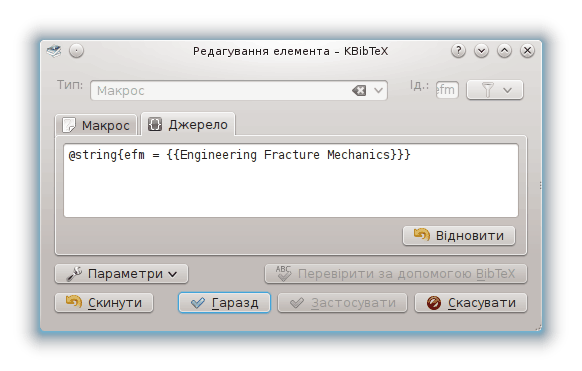 Редагування елемента – KBibTeX
Тип: Макрос Ід.: efm
Макрос Джерело
@string{efm = {{Engineering Fracture Mechanics}}}
Відновити
Параметри ABC Перевірити за допомогою BibTeX
Скинути Гаразд Застосувати Скасувати